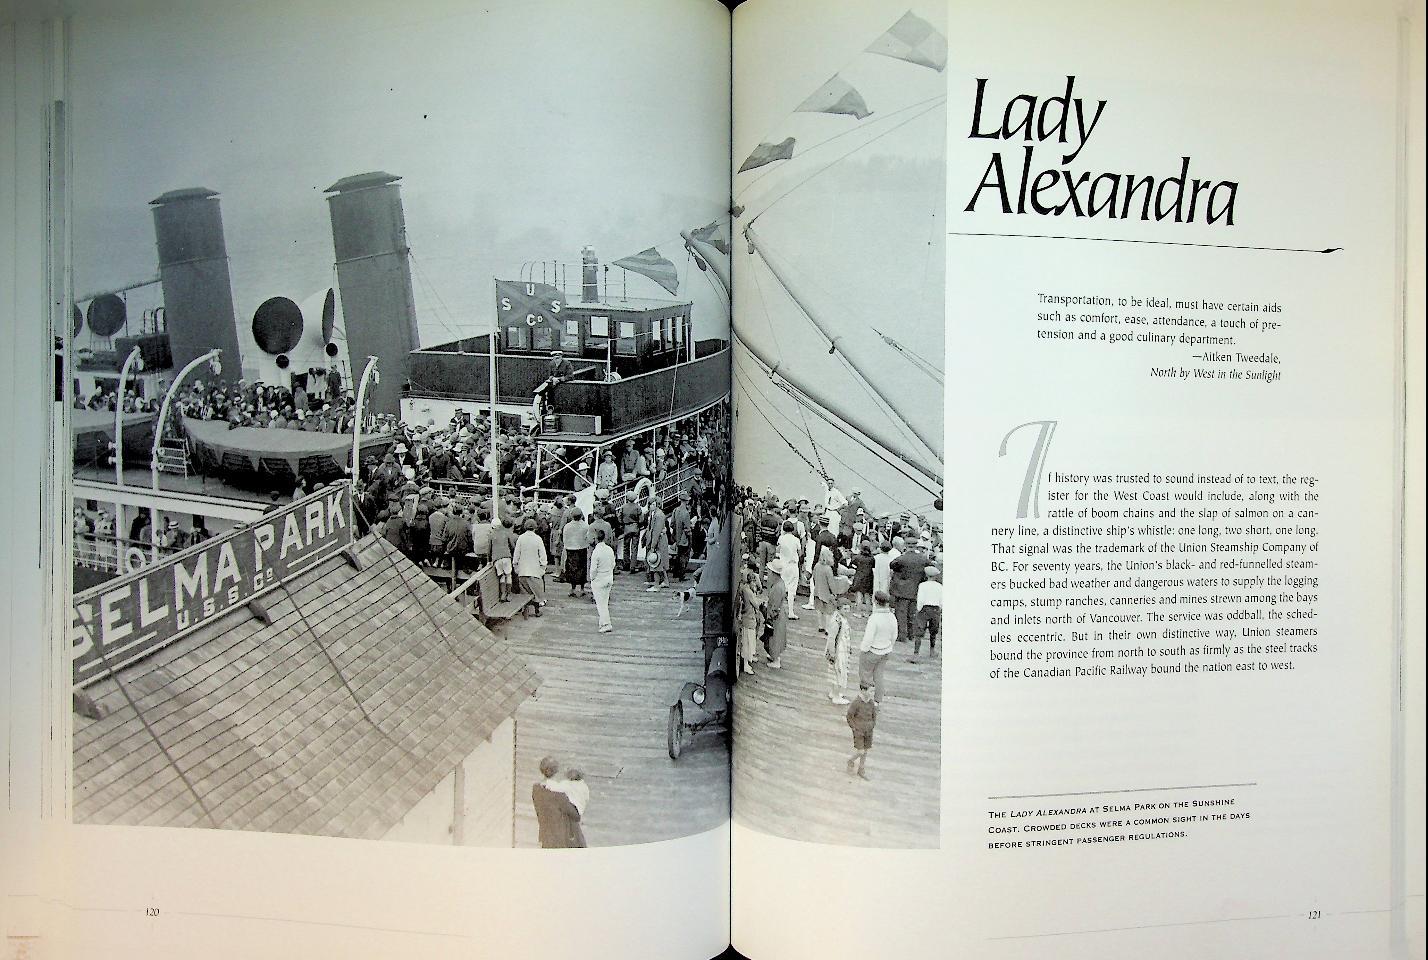 U
S S
Co
SELMA PARK
U.S.S.Co
120
Lady
Alexandra
Transportation, to be ideal, must have certain aids
such as comfort, ease, attendance, a touch of pre-
tension and a good culinary department.
—Aitken Tweedale,
North by West in the Sunlight
If history was trusted to sound instead of to text, the reg-
ister for the West Coast would include, along with the
rattle of boom chains and the slap of salmon on a can-
nery line, a distinctive ship's whistle: one long, two short, one long.
That signal was the trademark of the Union Steamship Company of
BC. For seventy years, the Union's black- and red-funnelled steam-
ers bucked bad weather and dangerous waters to supply the logging
camps, stump ranches, canneries and mines strewn among the bays
and inlets north of Vancouver. The service was oddball, the sched-
ules eccentric. But in their own distinctive way, Union steamers
bound the province from north to south as firmly as the steel tracks
of the Canadian Pacific Railway bound the nation east to west.
The Lady Alexandra at Selma Park on the Sunshine
Coast. Crowded decks were a common sight in the days
before stringent passenger regulations.
121